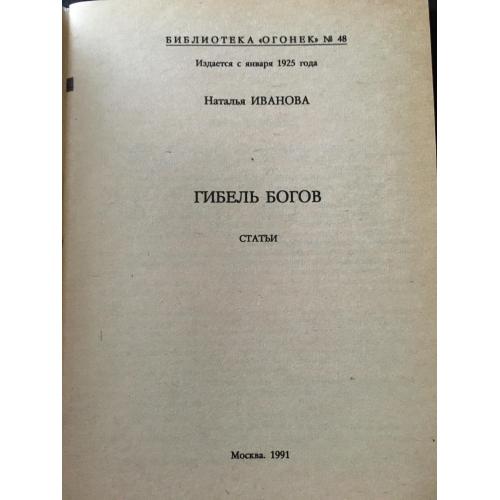 БИБЛИОТЕКА «ОГОНЕК» № 48
Издается с января 1925 года
Наталья ИВАНОВА
ГИБЕЛЬ БОГОВ
СТАТЬИ
Москва. 1991